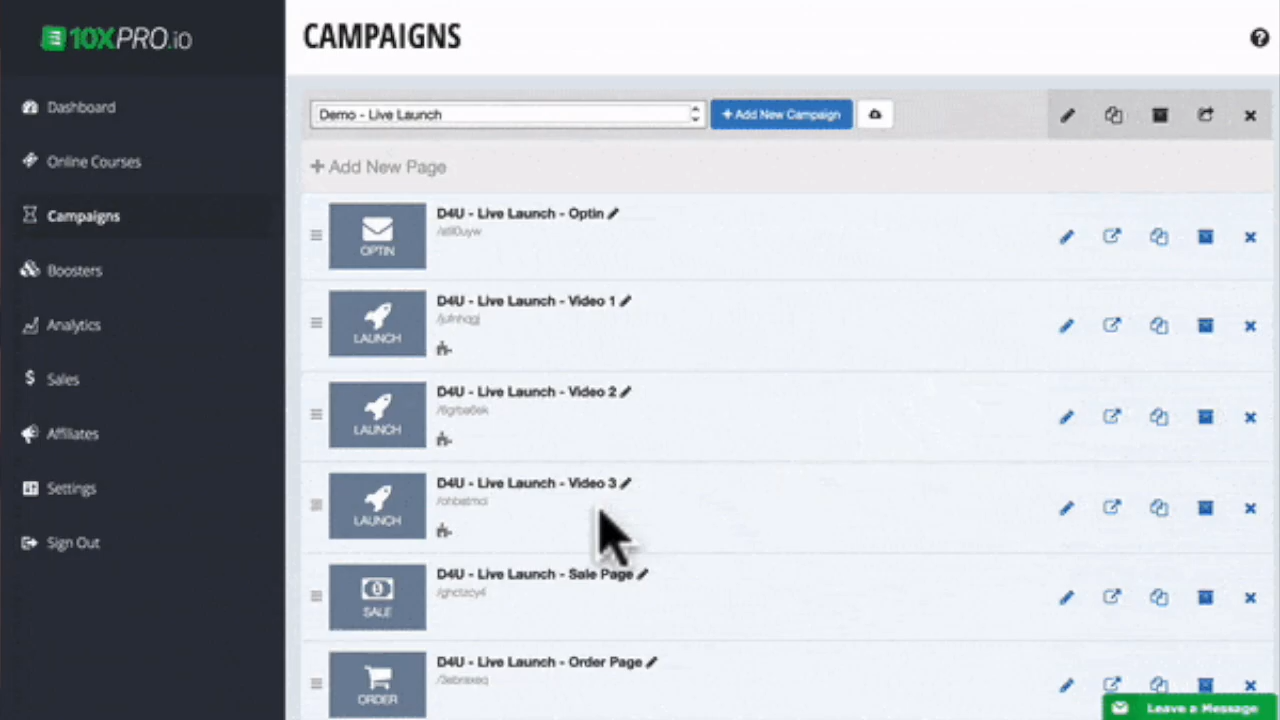 10XPRO.io
CAMPAIGNS
Dashboard
Online Courses
Campaigns
Boosters
Analytics
Sales
Affiliates
Settings
Sign Out
Demo - Live Launch
+ Add New Campaign
+ Add New Page
OPTIN
D4U - Live Launch - Optin
LAUNCH
D4U - Live Launch - Video 1
LAUNCH
D4U - Live Launch - Video 2
LAUNCH
D4U - Live Launch - Video 3
SALE
D4U - Live Launch - Sale Page
ORDER
D4U - Live Launch - Order Page
Leave a Message